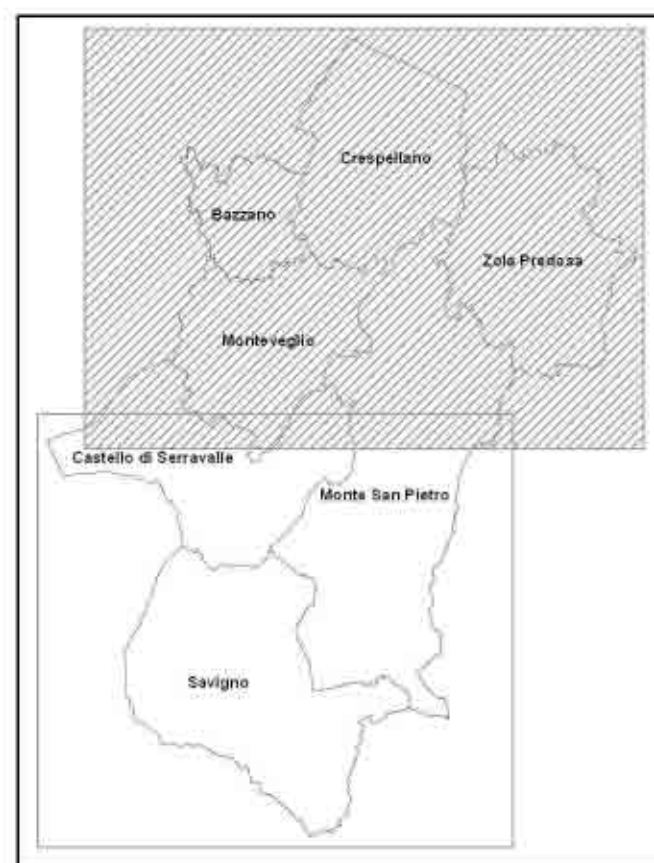 Crespellano
Bazzano
Zola Predosa
Monteveglio
Castello di Serravalle
Monte San Pietro
Savigno